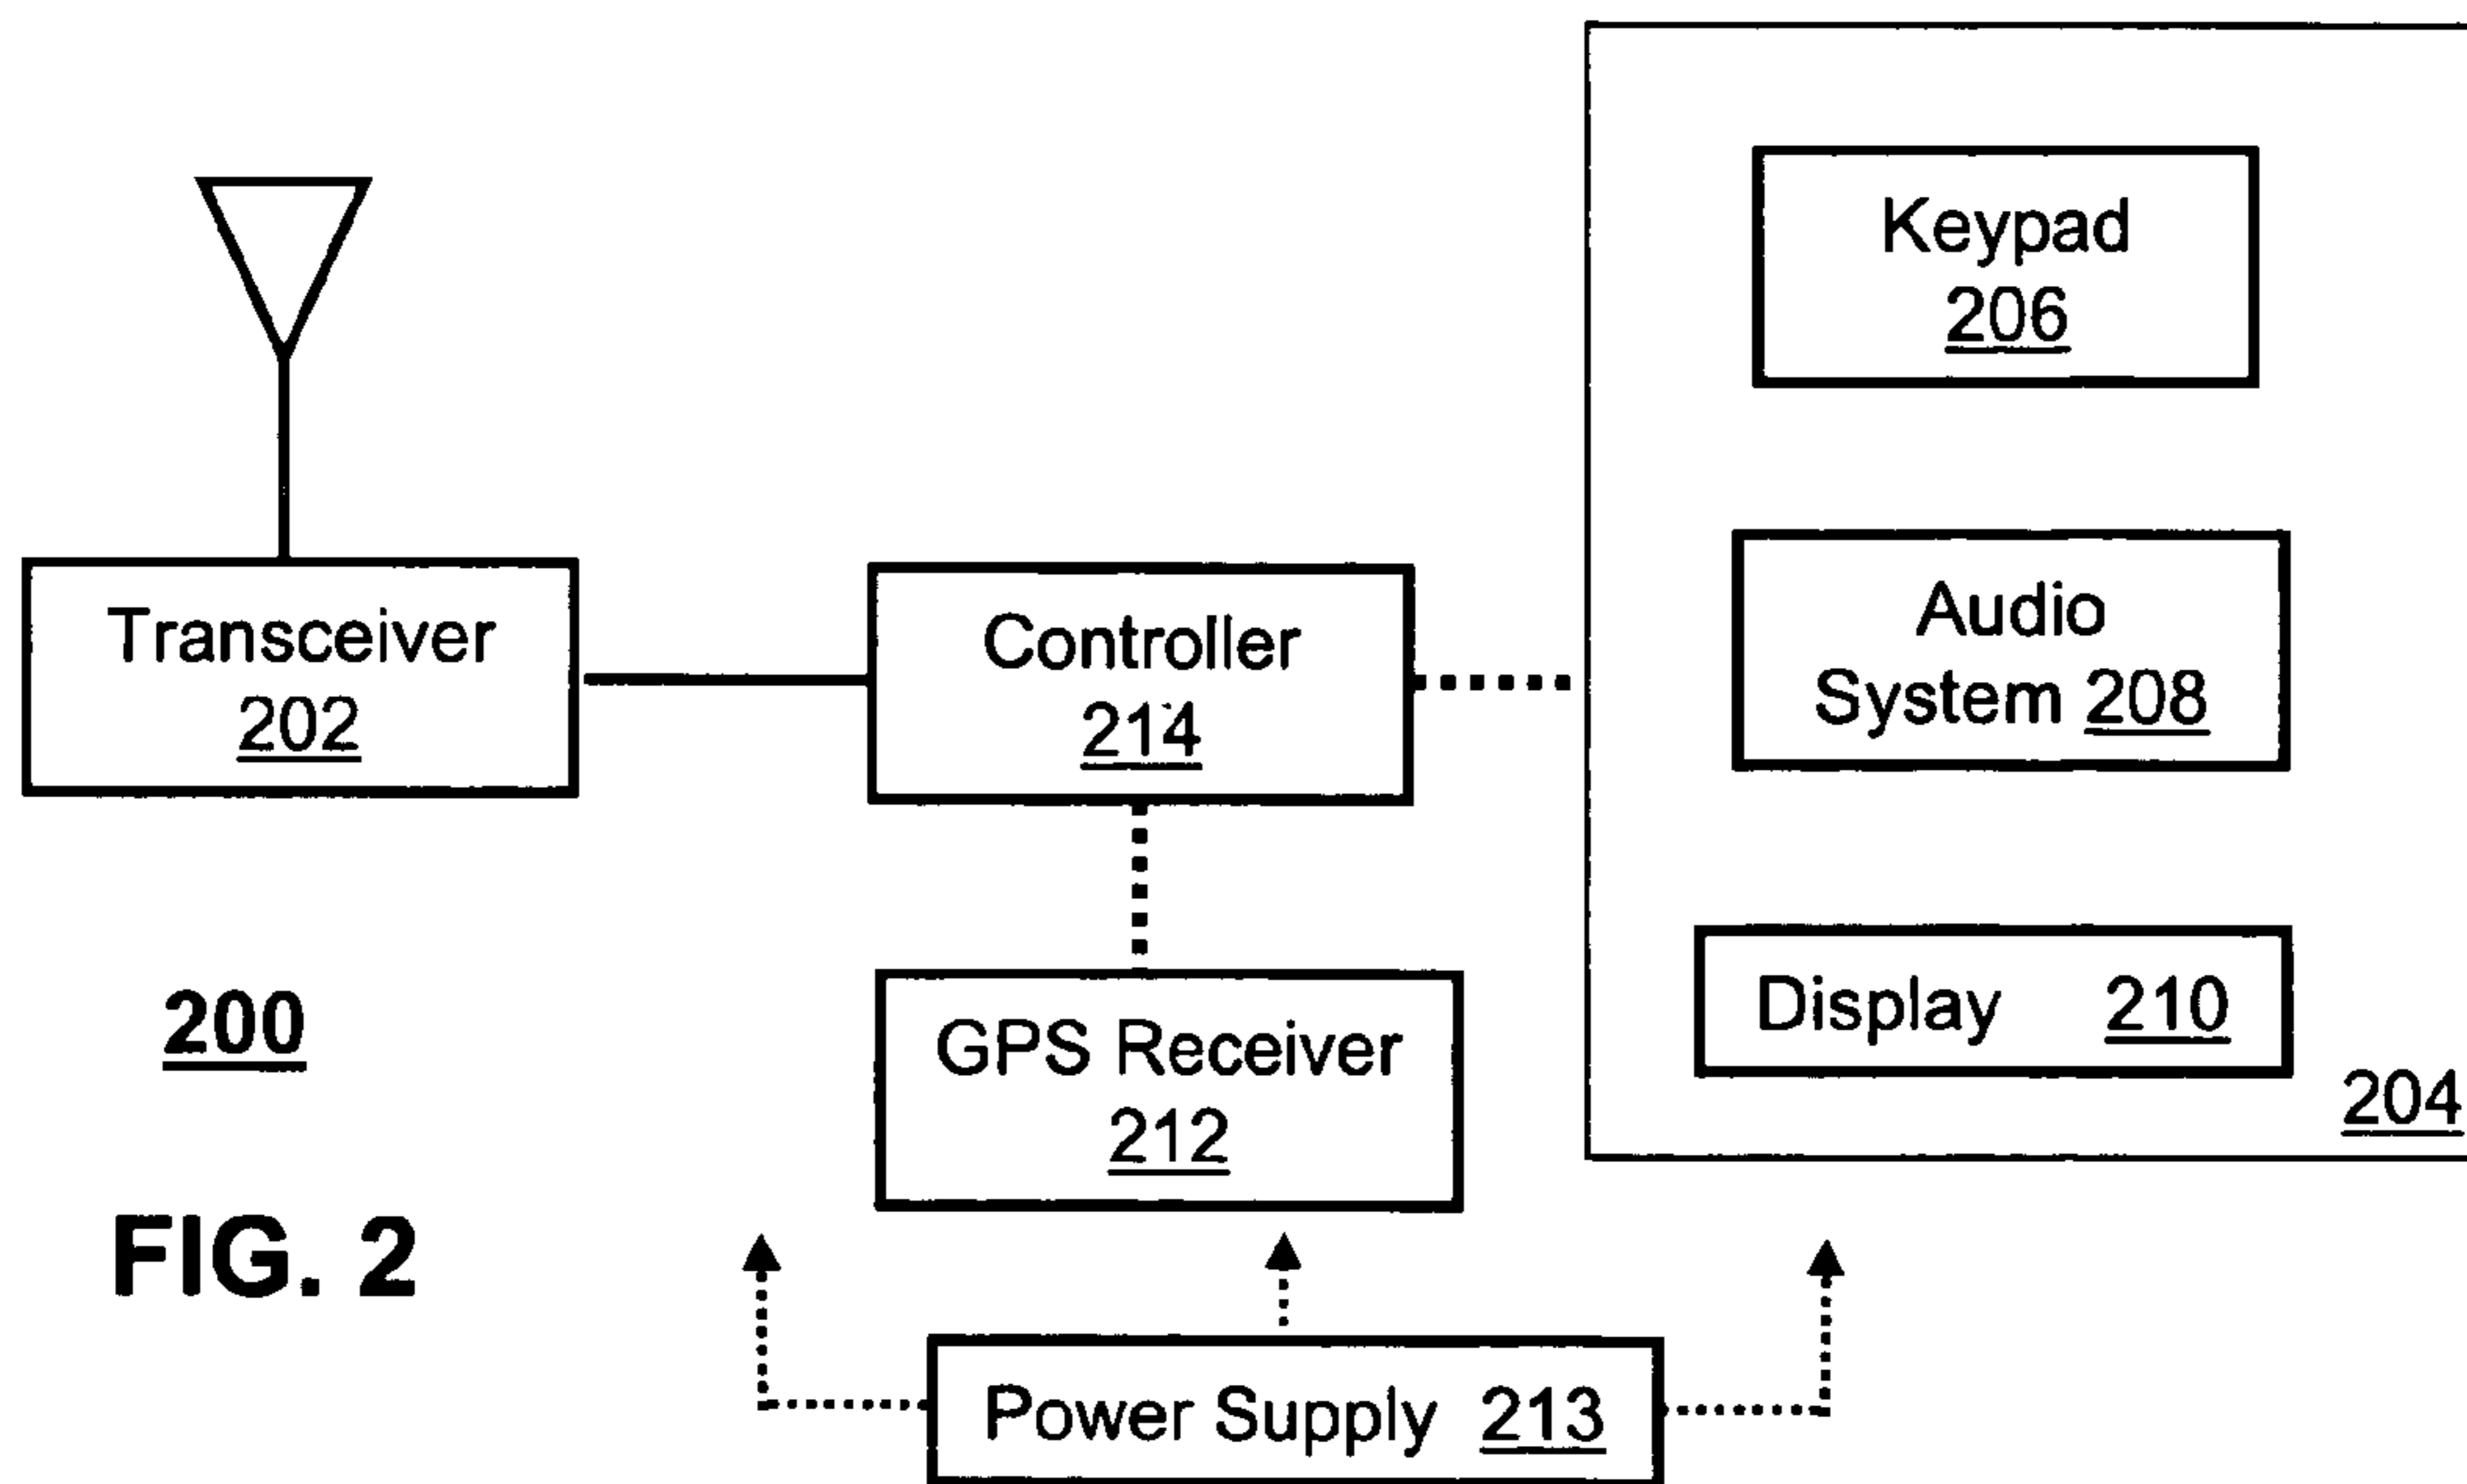 Keypad
206
Transceiver
202
Controller
214
Audio
System 208
Display 210
204
GPS Receiver
212
200
FIG. 2
Power Supply 213